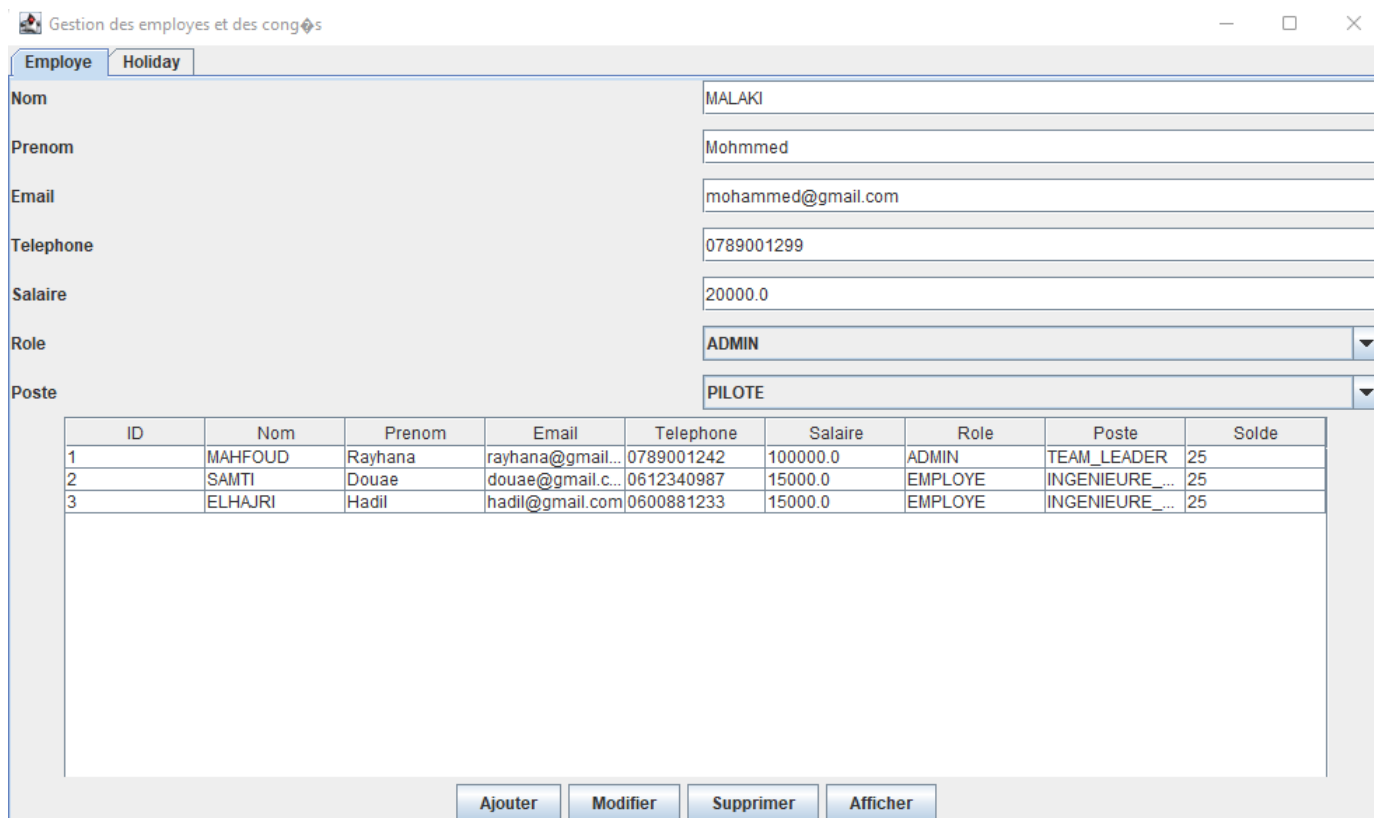 Gestion des employes et des cong�s
Employe Holiday
Nom MALAKI
Prenom Mohmmed
Email mohammed@gmail.com
Telephone 0789001299
Salaire 20000.0
Role ADMIN
Poste PILOTE
ID Nom Prenom Email Telephone Salaire Role Poste Solde
1 MAHFOUD Rayhana rayhana@gmail... 0789001242 100000.0 ADMIN TEAM_LEADER 25
2 SAMTI Douae douae@gmail.c... 0612340987 15000.0 EMPLOYE INGENIEURE_... 25
3 ELHAJRI Hadil hadil@gmail.com 0600881233 15000.0 EMPLOYE INGENIEURE_... 25
Ajouter Modifier Supprimer Afficher